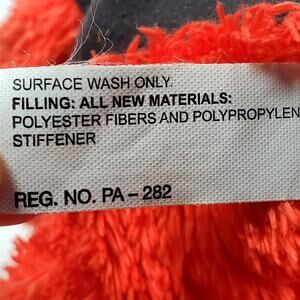 SURFACE WASH ONLY.
FILLING: ALL NEW MATERIALS:
POLYESTER FIBERS AND POLYPROPYLEN
STIFFENER
REG. NO. PA – 282